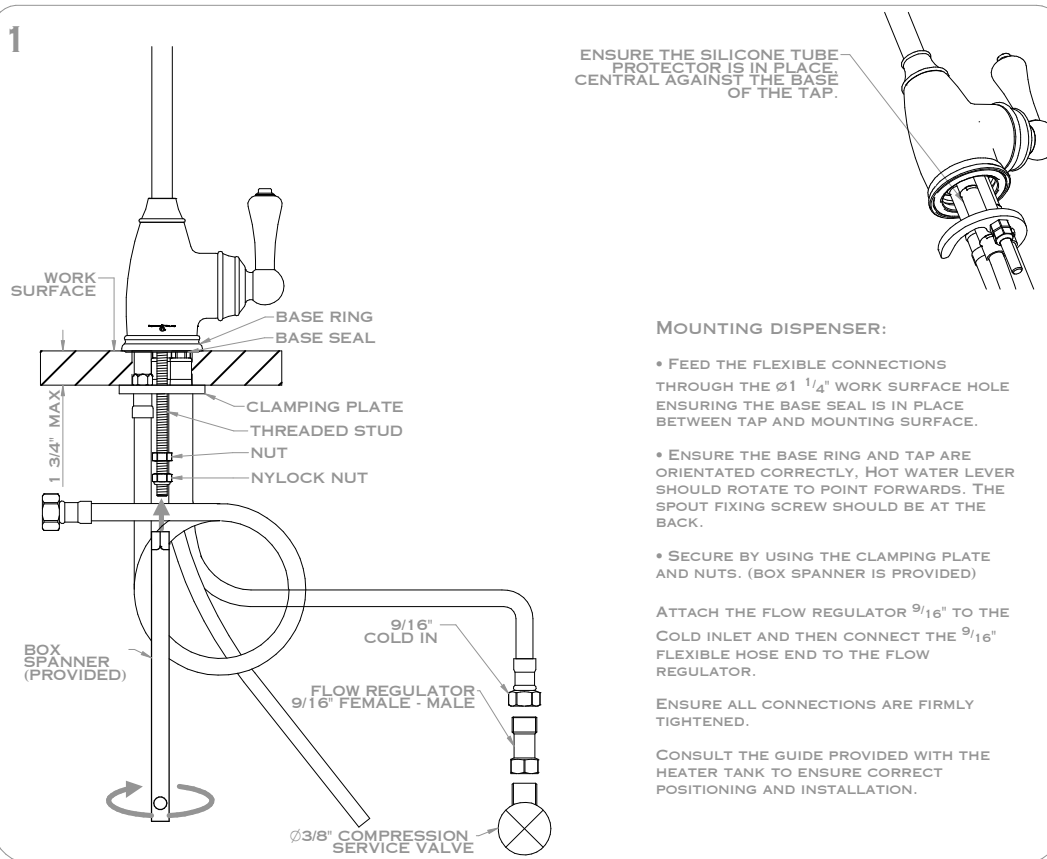 1
ENSURE THE SILICONE TUBE
PROTECTOR IS IN PLACE,
CENTRAL AGAINST THE BASE
OF THE TAP.
WORK
SURFACE
BASE RING
BASE SEAL
1 3/4" MAX
CLAMPING PLATE
THREADED STUD
NUT
NYLOCK NUT
9/16"
COLD IN
BOX
SPANNER
(PROVIDED)
FLOW REGULATOR
9/16" FEMALE - MALE
Ø3/8" COMPRESSION
SERVICE VALVE
MOUNTING DISPENSER:
• FEED THE FLEXIBLE CONNECTIONS
THROUGH THE Ø1 1/4" WORK SURFACE HOLE
ENSURING THE BASE SEAL IS IN PLACE
BETWEEN TAP AND MOUNTING SURFACE.
• ENSURE THE BASE RING AND TAP ARE
ORIENTATED CORRECTLY, HOT WATER LEVER
SHOULD ROTATE TO POINT FORWARDS. THE
SPOUT FIXING SCREW SHOULD BE AT THE
BACK.
• SECURE BY USING THE CLAMPING PLATE
AND NUTS. (BOX SPANNER IS PROVIDED)
ATTACH THE FLOW REGULATOR 9/16" TO THE
COLD INLET AND THEN CONNECT THE 9/16"
FLEXIBLE HOSE END TO THE FLOW
REGULATOR.
ENSURE ALL CONNECTIONS ARE FIRMLY
TIGHTENED.
CONSULT THE GUIDE PROVIDED WITH THE
HEATER TANK TO ENSURE CORRECT
POSITIONING AND INSTALLATION.